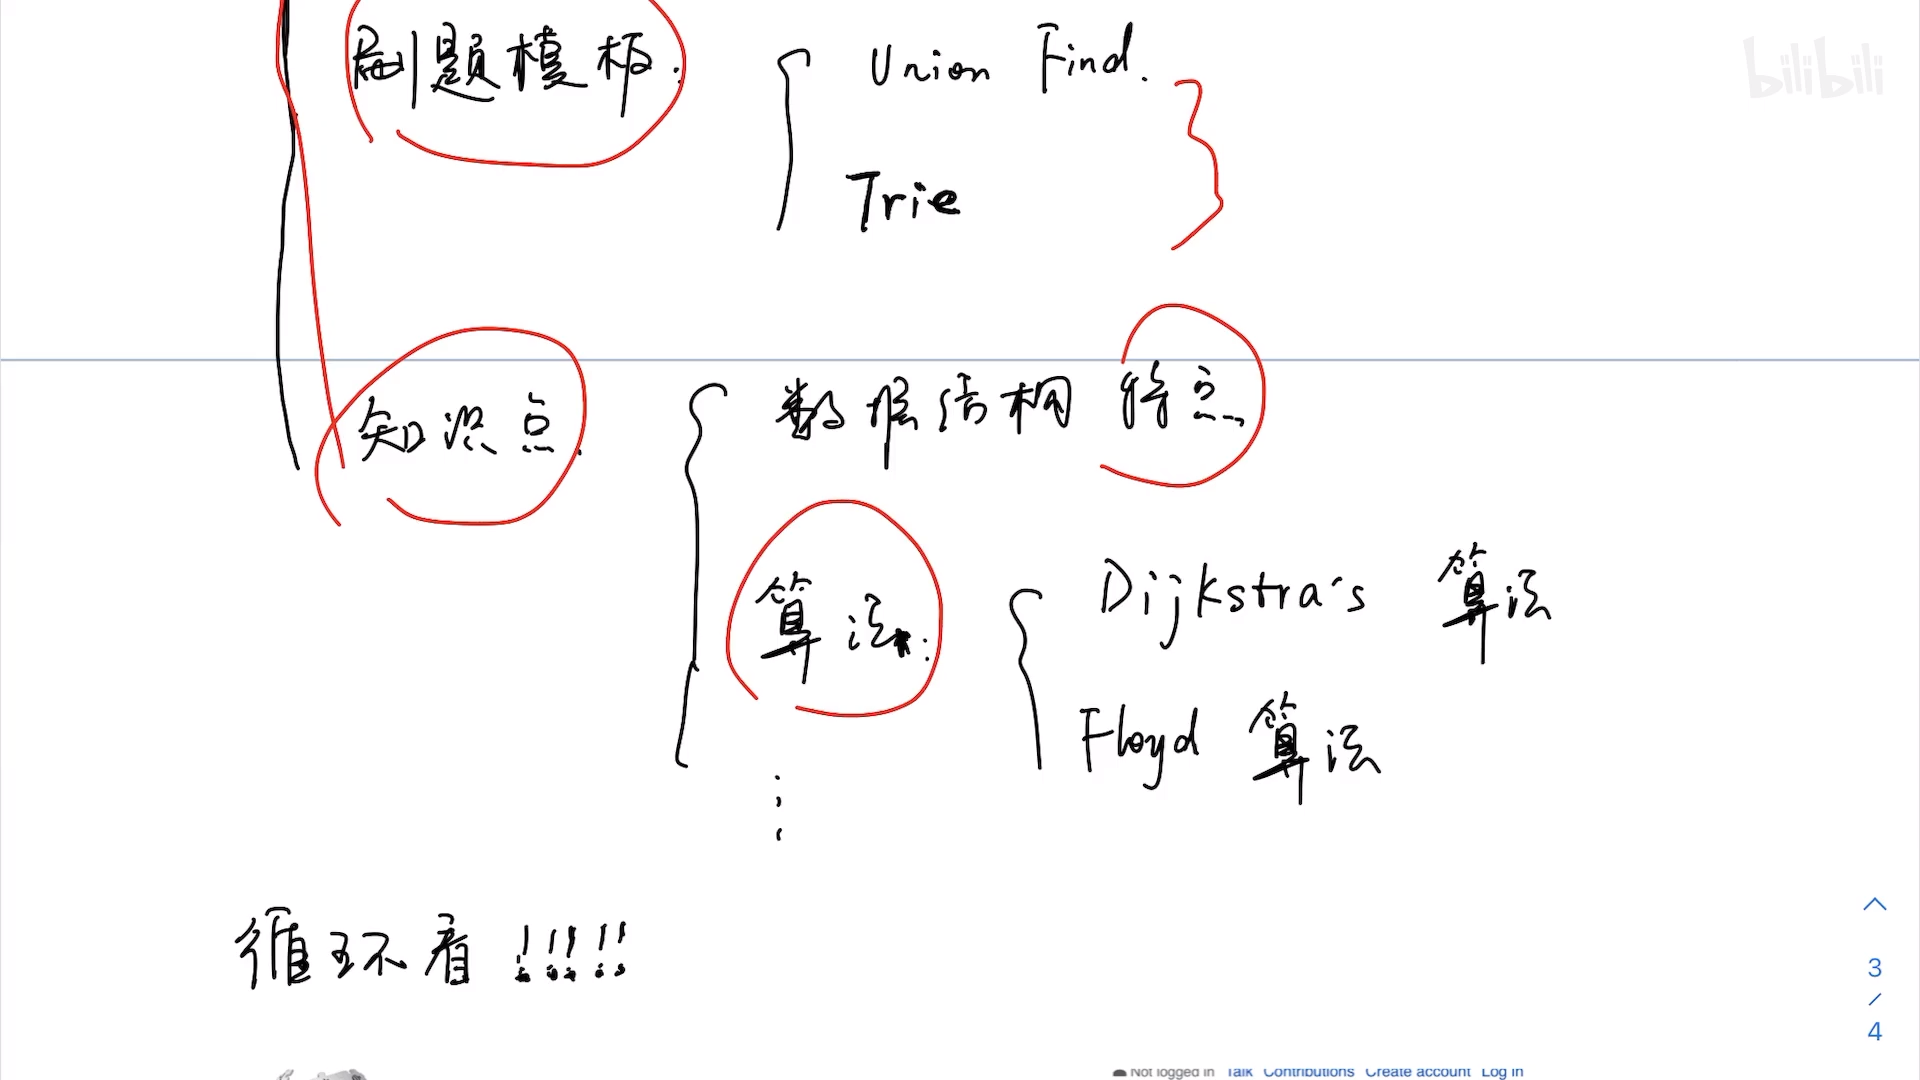 刷题模板: Union Find.
Trie
知识点. 数据结构特点
算法: Dijkstra's 算法
Floyd 算法
循环看 !!!!!
bilibili
3
/
4
Not logged in Talk Contributions Create account Log in